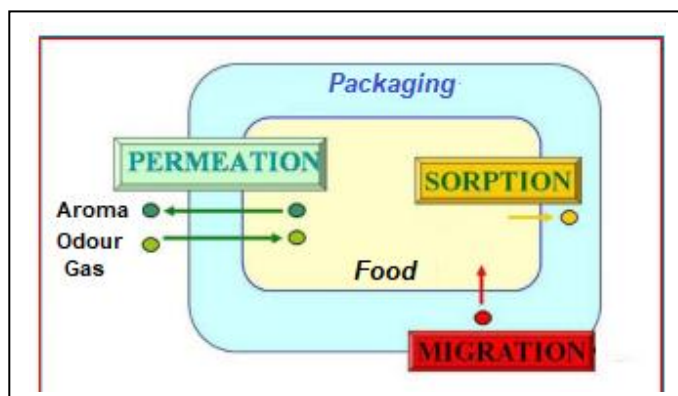 Packaging
PERMEATION
SORPTION
Aroma
Odour
Gas
Food
MIGRATION